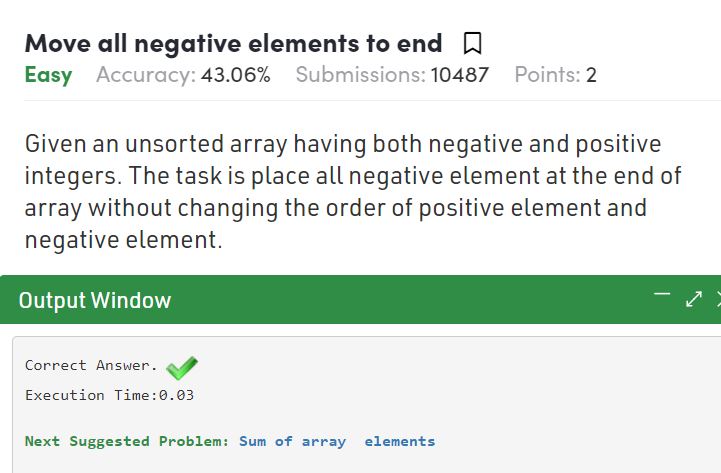 Move all negative elements to end
Easy Accuracy: 43.06% Submissions: 10487 Points: 2
Given an unsorted array having both negative and positive
integers. The task is place all negative element at the end of
array without changing the order of positive element and
negative element.
Output Window
Correct Answer.
Execution Time:0.03
Next Suggested Problem: Sum of array elements